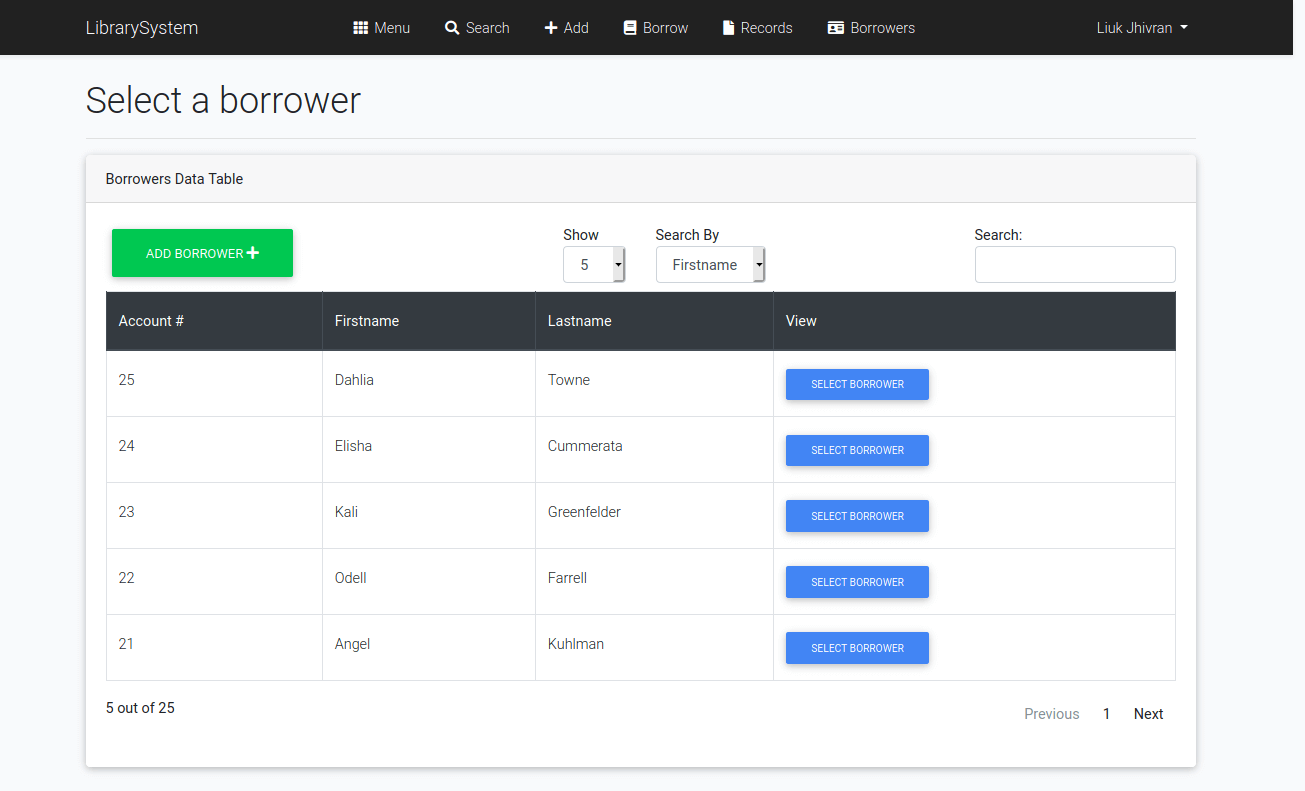 LibrarySystem Menu Search Add Borrow Records Borrowers Liuk Jhivran
Select a borrower
Borrowers Data Table
Show Search By Search:
ADD BORROWER
5 Firstname
Account # Firstname Lastname View
25 Dahlia Towne SELECT BORROWER
24 Elisha Cummerata SELECT BORROWER
23 Kali Greenfelder SELECT BORROWER
22 Odell Farrell SELECT BORROWER
21 Angel Kuhlman SELECT BORROWER
5 out of 25
Previous 1 Next